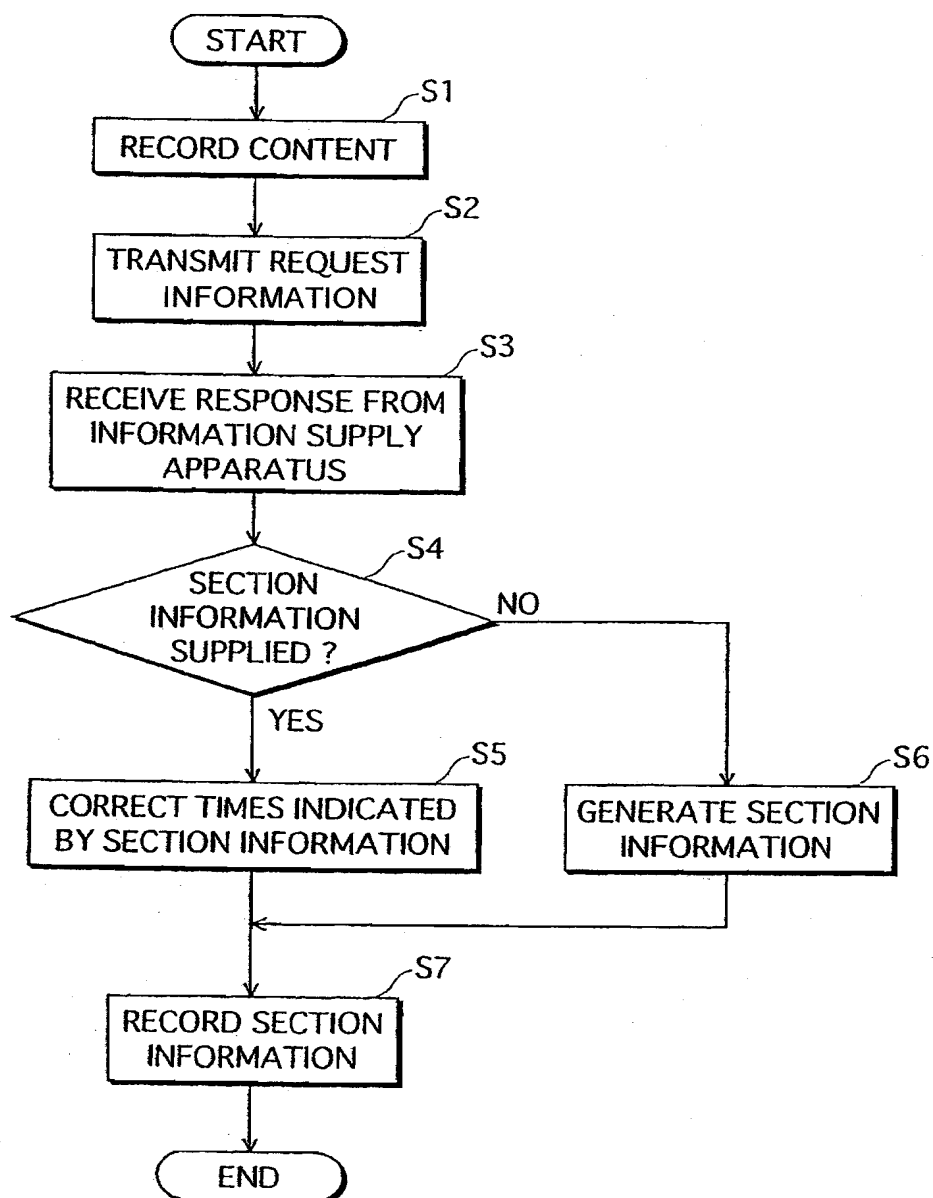 START
S1
RECORD CONTENT
S2
TRANSMIT REQUEST
INFORMATION
S3
RECEIVE RESPONSE FROM
INFORMATION SUPPLY
APPARATUS
S4
SECTION
INFORMATION
SUPPLIED ?
NO
YES
S5
CORRECT TIMES INDICATED
BY SECTION INFORMATION
S6
GENERATE SECTION
INFORMATION
S7
RECORD SECTION
INFORMATION
END